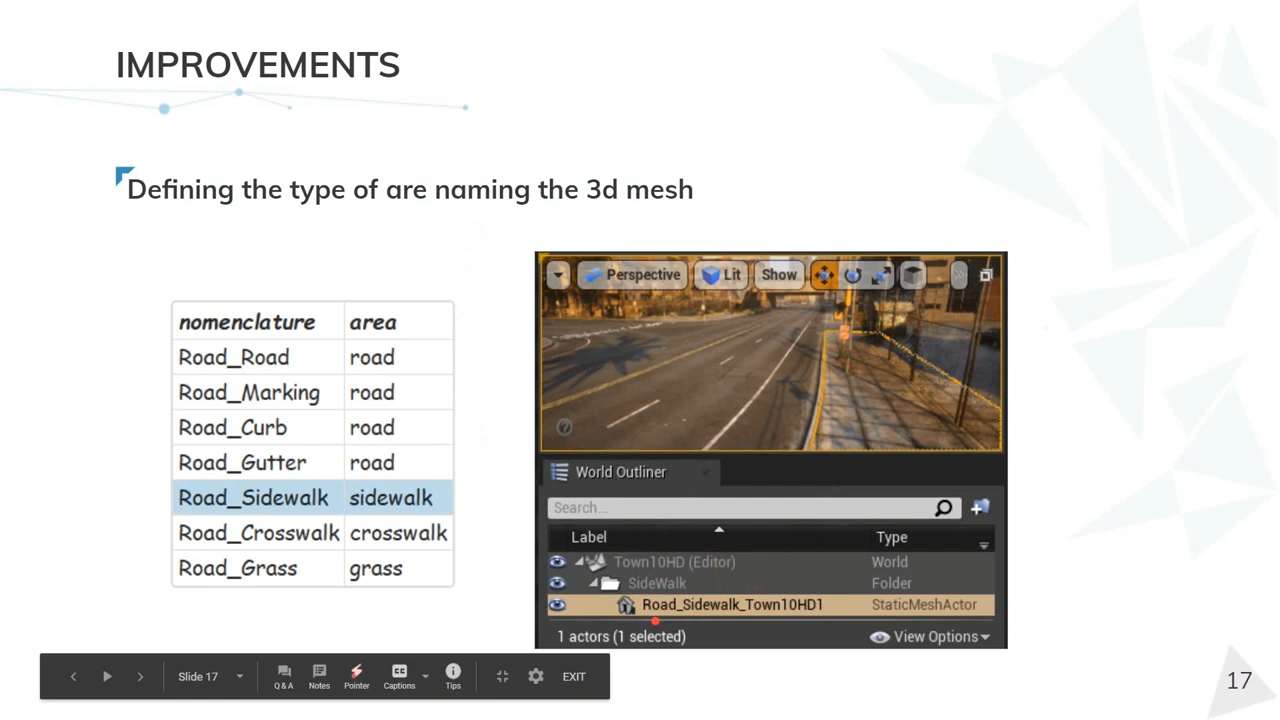 IMPROVEMENTS
Defining the type of are naming the 3d mesh
nomenclature area
Road_Road road
Road_Marking road
Road_Curb road
Road_Gutter road
Road_Sidewalk sidewalk
Road_Crosswalk crosswalk
Road_Grass grass
Perspective Lit Show
World Outliner
Search...
Label Type
Town10HD (Editor) World
SideWalk Folder
Road_Sidewalk_Town10HD1 StaticMeshActor
1 actors (1 selected) View Options
Slide 17 Q & A Notes Pointer CC Captions Tips EXIT
17